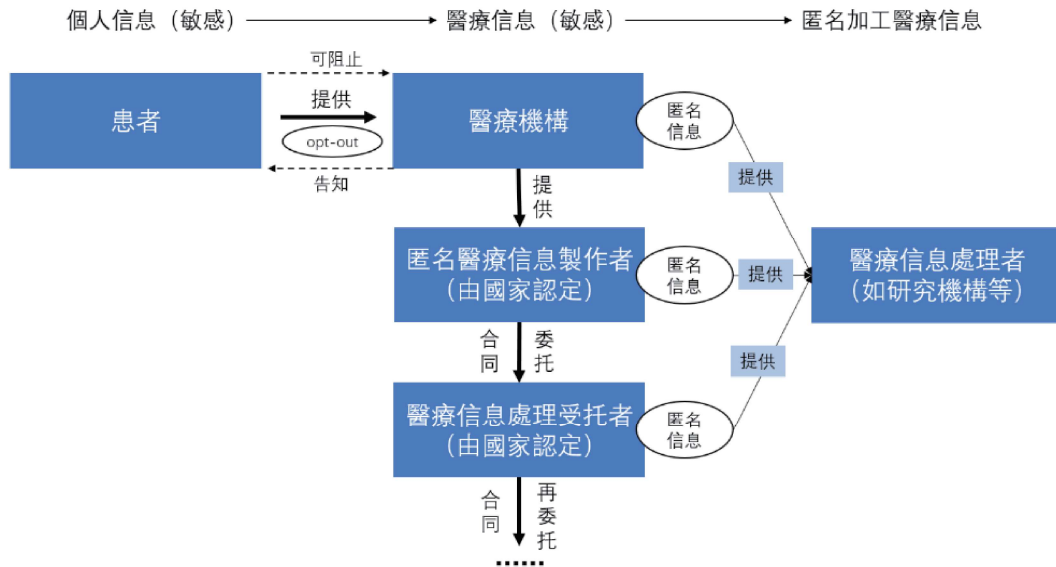 個人信息（敏感）
醫療信息（敏感）
匿名加工醫療信息
可阻止
患者
提供
opt-out
告知
醫療機構
匿名
信息
提供
提供
匿名醫療信息製作者
（由國家認定）
匿名
信息
提供
醫療信息處理者
（如研究機構等）
合同
委托
提供
醫療信息處理受托者
（由國家認定）
匿名
信息
合同
再委托
……